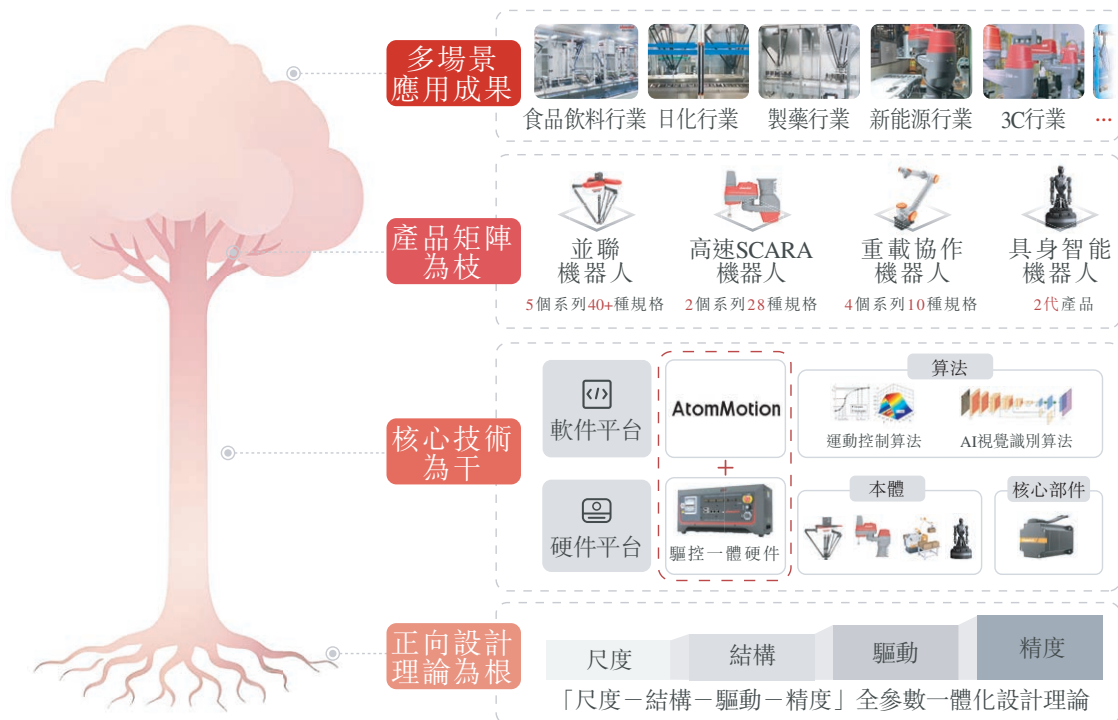 多場景
應用成果
食品飲料行業
日化行業
製藥行業
新能源行業
3C行業
...
產品矩陣
為枝
並聯
機器人
5個系列40+種規格
高速SCARA
機器人
2個系列28種規格
重載協作
機器人
4個系列10種規格
具身智能
機器人
2代產品
核心技術
為干
軟件平台
AtomMotion
算法
運動控制算法
AI視覺識別算法
+
硬件平台
驅控一體硬件
本體
核心部件
正向設計
理論為根
尺度
結構
驅動
精度
「尺度－結構－驅動－精度」全參數一體化設計理論